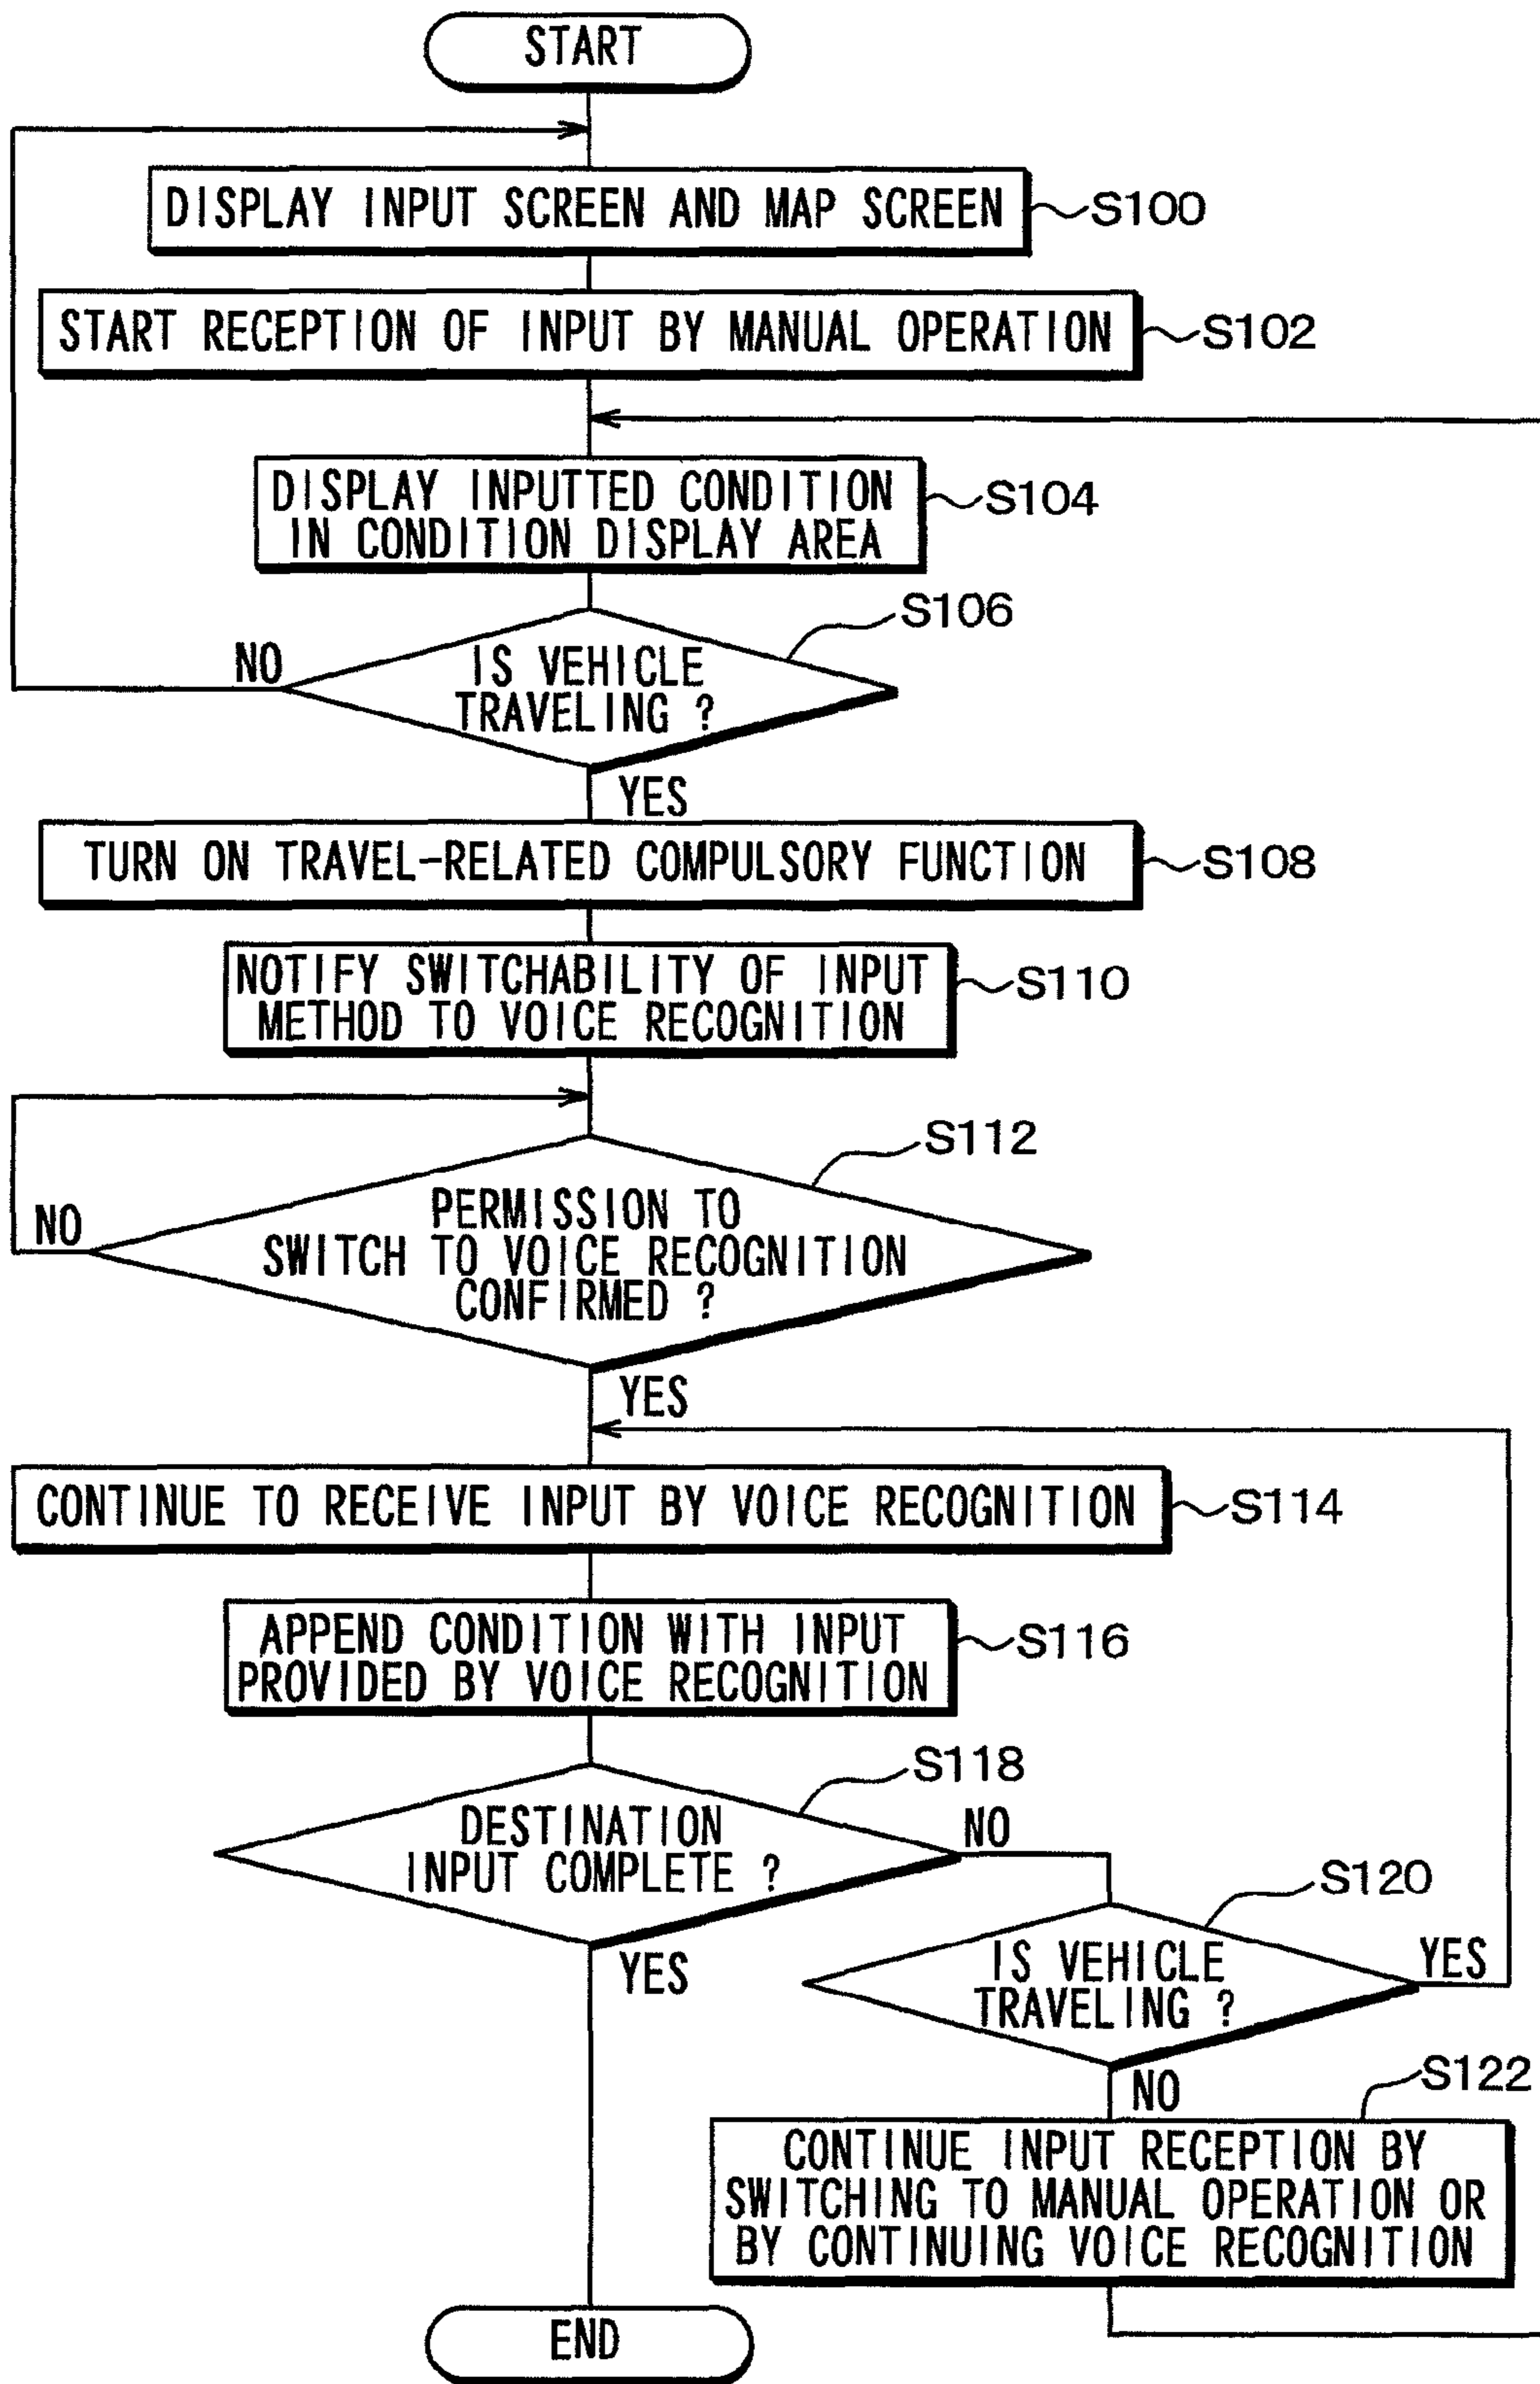 START
DISPLAY INPUT SCREEN AND MAP SCREEN
S100
START RECEPTION OF INPUT BY MANUAL OPERATION
S102
DISPLAY INPUTTED CONDITION
IN CONDITION DISPLAY AREA
S104
S106
NO
IS VEHICLE
TRAVELING ?
YES
TURN ON TRAVEL-RELATED COMPULSORY FUNCTION
S108
NOTIFY SWITCHABILITY OF INPUT
METHOD TO VOICE RECOGNITION
S110
S112
NO
PERMISSION TO
SWITCH TO VOICE RECOGNITION
CONFIRMED ?
YES
CONTINUE TO RECEIVE INPUT BY VOICE RECOGNITION
S114
APPEND CONDITION WITH INPUT
PROVIDED BY VOICE RECOGNITION
S116
S118
DESTINATION
INPUT COMPLETE ?
NO
YES
S120
IS VEHICLE
TRAVELING ?
YES
NO
S122
CONTINUE INPUT RECEPTION BY
SWITCHING TO MANUAL OPERATION OR
BY CONTINUING VOICE RECOGNITION
END